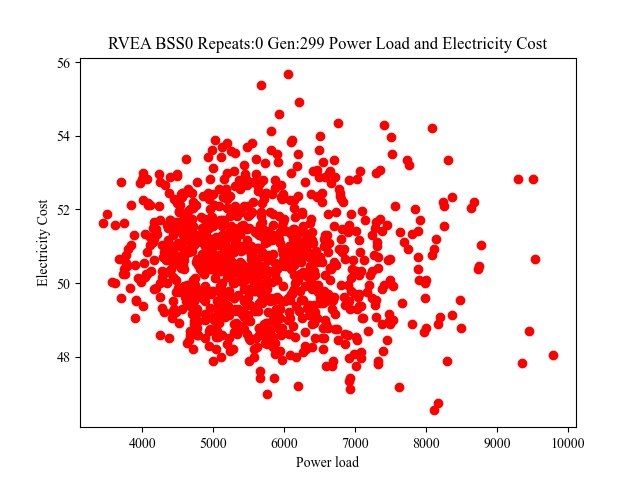 RVEA BSS0 Repeats:0 Gen:299 Power Load and Electricity Cost
56
54
52
50
48
Electricity Cost
4000 5000 6000 7000 8000 9000 10000
Power load